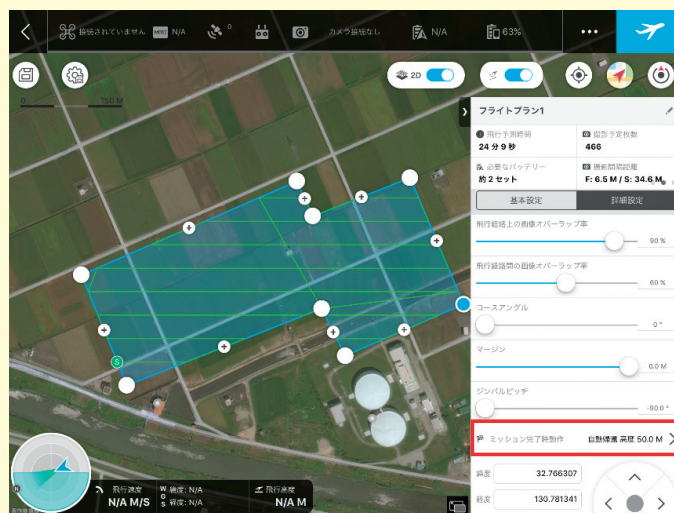 接続されていません N/A 0 カメラ接続なし N/A 63%
2D
0 150 M
フライトプラン1
飛行予測時間 撮影予定枚数
24 分 9 秒 466
必要なバッテリー 撮影間隔距離
約 2 セット F: 6.5 M / S: 34.6 M
基本設定 詳細設定
飛行経路上の画像オーバーラップ率
90 %
飛行経路間の画像オーバーラップ率
60 %
コースアングル
0 °
マージン
0.0 M
ジンバルピッチ
-90.0 °
ミッション完了時動作 自動帰還 高度 50.0 M
緯度 32.766307
経度 130.781341
S
N
飛行速度 WGS 緯度: N/A 飛行高度
N/A M/S 経度: N/A N/A M